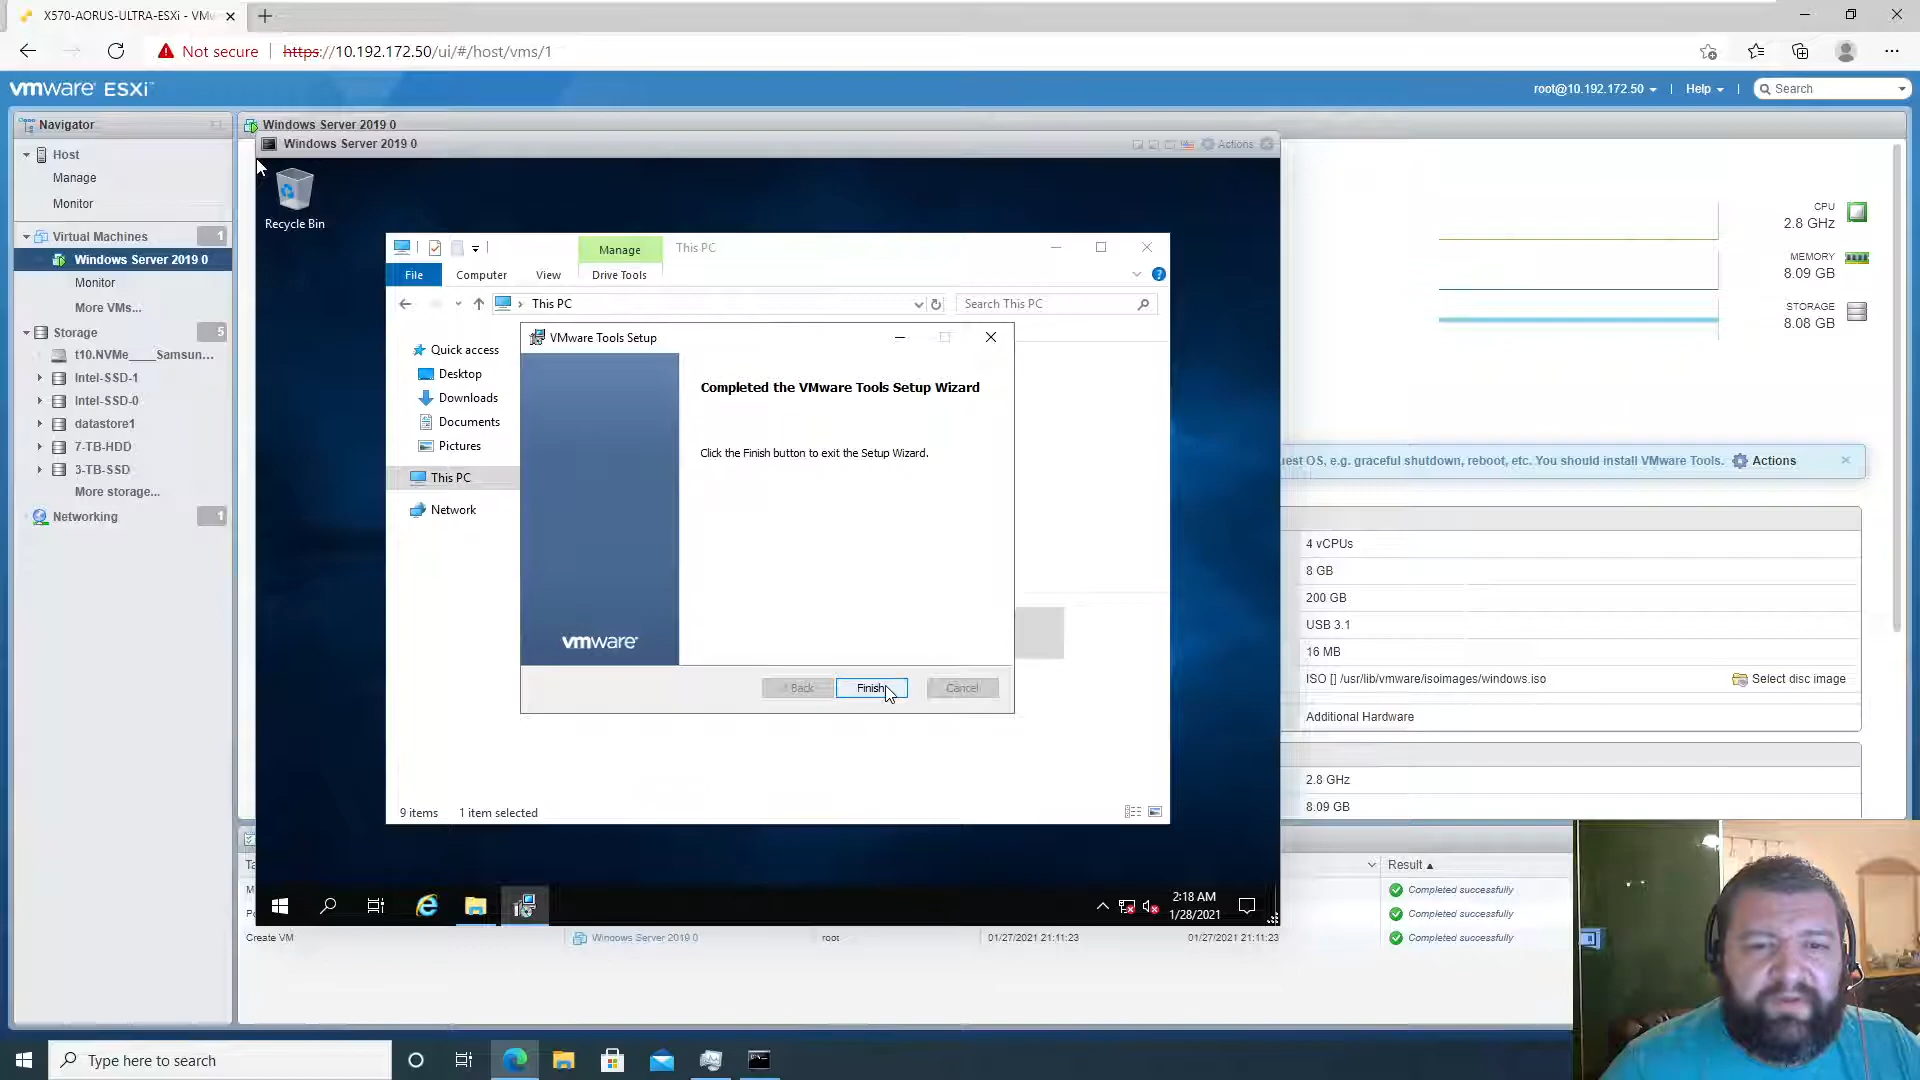 X570-AORUS-ULTRA-ESXi - VMw
Not secure
https://10.192.172.50/ui/#/host/vms/1
vmware ESXi
root@10.192.172.50
Help
Search
Navigator
Host
Manage
Monitor
Virtual Machines
1
Windows Server 2019 0
Monitor
More VMs...
Storage
5
t10.NVMe____Samsun...
Intel-SSD-1
Intel-SSD-0
datastore1
7-TB-HDD
3-TB-SSD
More storage...
Networking
1
Windows Server 2019 0
Windows Server 2019 0
Actions
Recycle Bin
Manage
This PC
File
Computer
View
Drive Tools
This PC
Search This PC
Quick access
Desktop
Downloads
Documents
Pictures
This PC
Network
VMware Tools Setup
Completed the VMware Tools Setup Wizard
Click the Finish button to exit the Setup Wizard.
vmware
Back
Finish
Cancel
9 items
1 item selected
2:18 AM
1/28/2021
CPU
2.8 GHz
MEMORY
8.09 GB
STORAGE
8.08 GB
uest OS, e.g. graceful shutdown, reboot, etc. You should install VMware Tools.
Actions
4 vCPUs
8 GB
200 GB
USB 3.1
16 MB
ISO [] /usr/lib/vmware/isoimages/windows.iso
Select disc image
Additional Hardware
2.8 GHz
8.09 GB
Result
Completed successfully
Completed successfully
Create VM
Windows Server 2019 0
root
01/27/2021 21:11:23
01/27/2021 21:11:23
Completed successfully
Type here to search